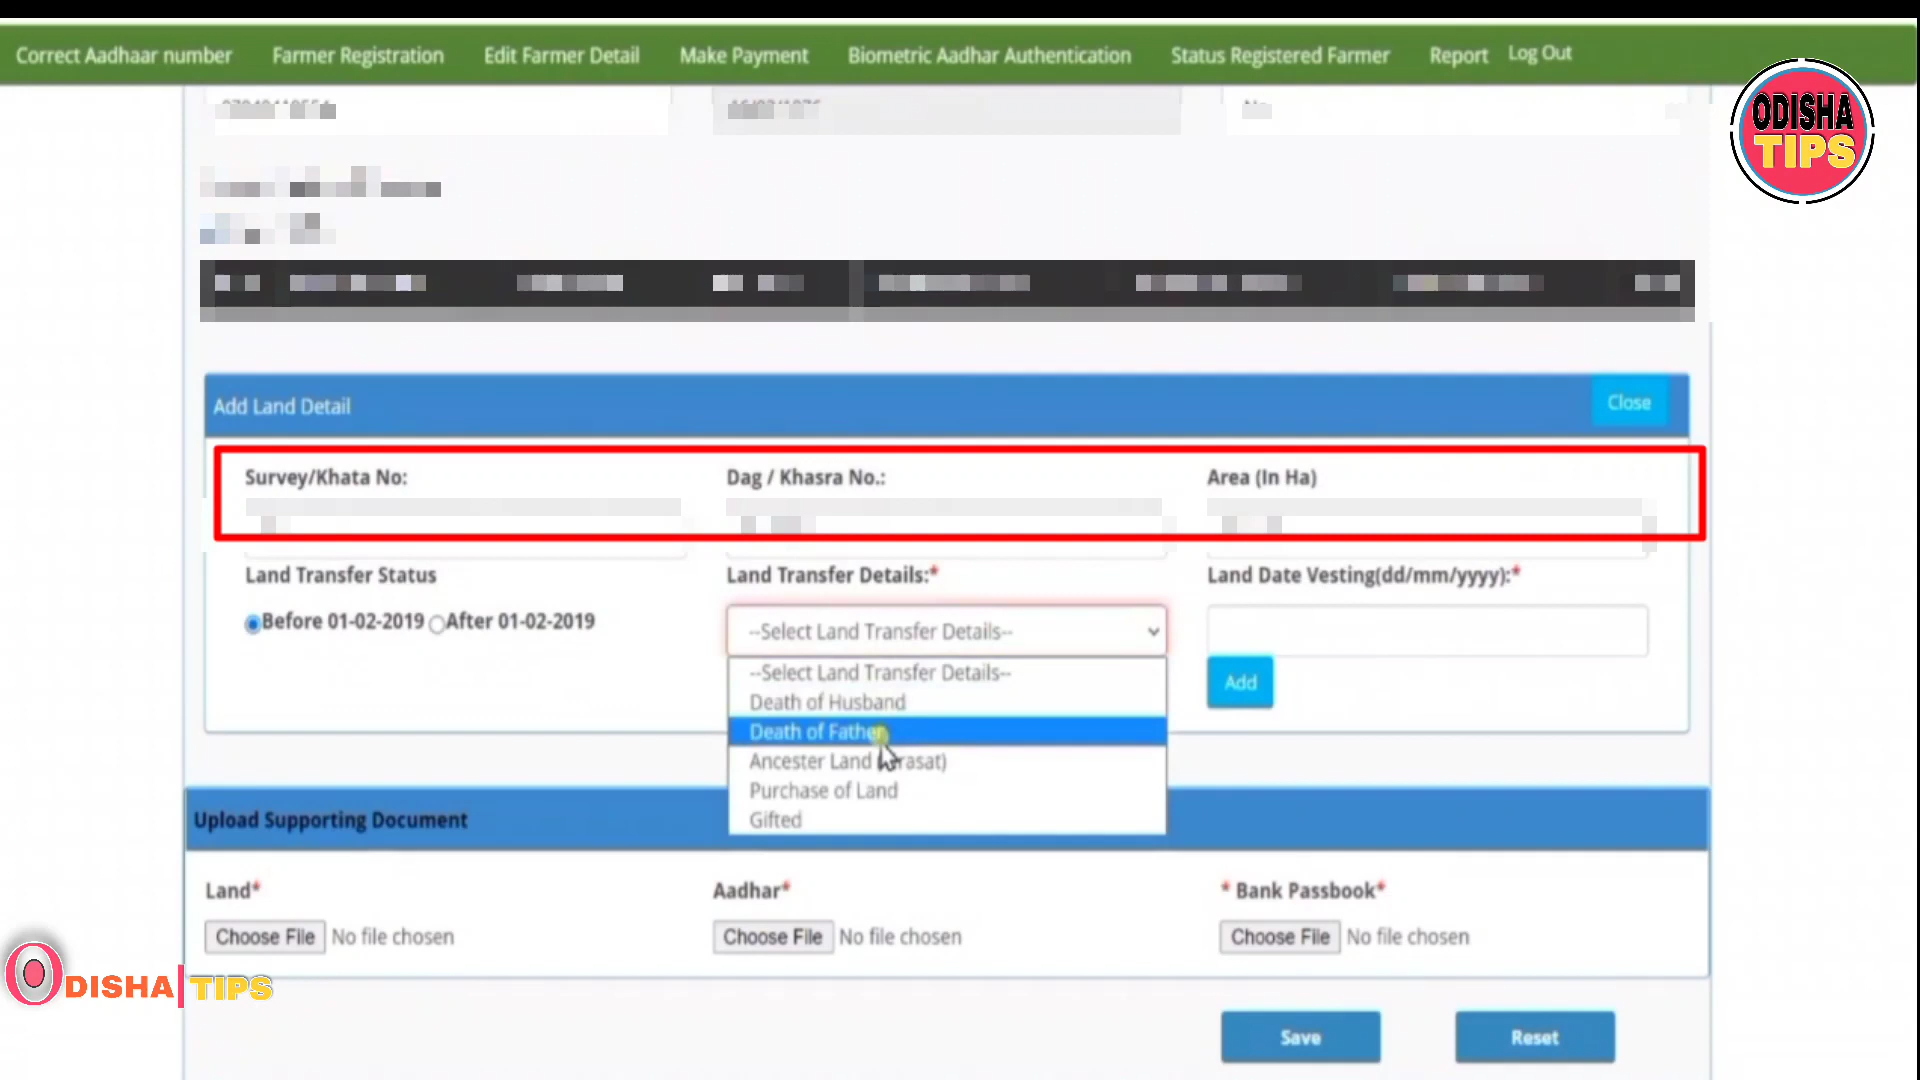 Correct Aadhaar number Farmer Registration Edit Farmer Detail Make Payment Biometric Aadhar Authentication Status Registered Farmer Report Log Out
ODISHA
TIPS
Add Land Detail Close
Survey/Khata No: Dag / Khasra No.: Area (In Ha)
Land Transfer Status Land Transfer Details:* Land Date Vesting(dd/mm/yyyy):*
Before 01-02-2019 After 01-02-2019 --Select Land Transfer Details--
--Select Land Transfer Details--
Add
Death of Husband
Death of Father
Ancester Land
Purchase of Land
Gifted
Upload Supporting Document
Land* Aadhar* * Bank Passbook*
Choose File No file chosen Choose File No file chosen Choose File No file chosen
ODISHA|TIPS
Save Reset